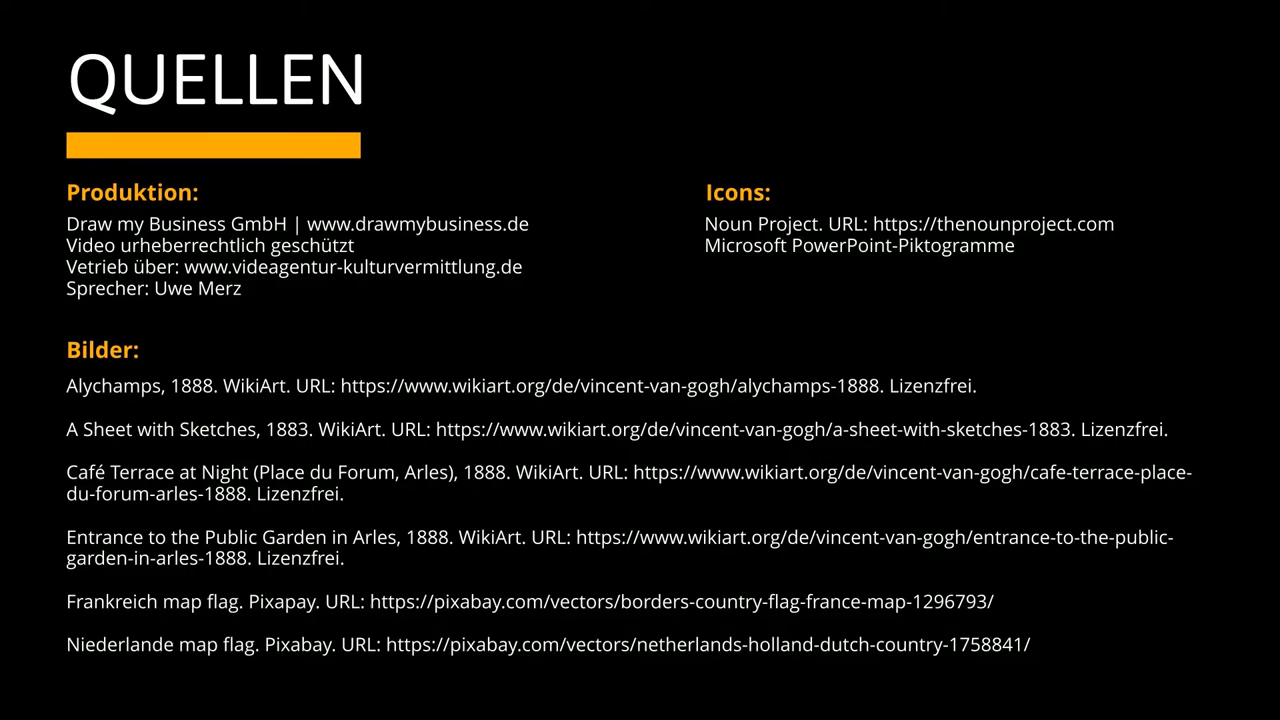 QUELLEN
Produktion:
Draw my Business GmbH | www.drawmybusiness.de
Video urheberrechtlich geschützt
Vetrieb über: www.videagentur-kulturvermittlung.de
Sprecher: Uwe Merz
Icons:
Noun Project. URL: https://thenounproject.com
Microsoft PowerPoint-Piktogramme
Bilder:
Alychamps, 1888. WikiArt. URL: https://www.wikiart.org/de/vincent-van-gogh/alychamps-1888. Lizenzfrei.
A Sheet with Sketches, 1883. WikiArt. URL: https://www.wikiart.org/de/vincent-van-gogh/a-sheet-with-sketches-1883. Lizenzfrei.
Café Terrace at Night (Place du Forum, Arles), 1888. WikiArt. URL: https://www.wikiart.org/de/vincent-van-gogh/cafe-terrace-place-
du-forum-arles-1888. Lizenzfrei.
Entrance to the Public Garden in Arles, 1888. WikiArt. URL: https://www.wikiart.org/de/vincent-van-gogh/entrance-to-the-public-
garden-in-arles-1888. Lizenzfrei.
Frankreich map flag. Pixapay. URL: https://pixabay.com/vectors/borders-country-flag-france-map-1296793/
Niederlande map flag. Pixabay. URL: https://pixabay.com/vectors/netherlands-holland-dutch-country-1758841/